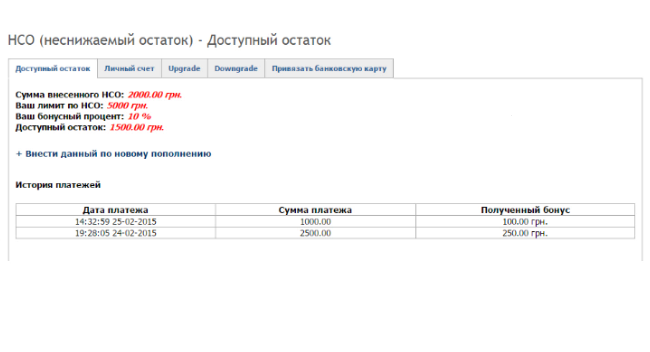 НСО (неснижаемый остаток) - Доступный остаток
Доступный остаток Личный счет Upgrade Downgrade Привязать банковскую карту
Сумма внесенного НСО: 2000.00 грн.
Ваш лимит по НСО: 5000 грн.
Ваш бонусный процент: 10 %
Доступный остаток: 1500.00 грн.
+ Внести данный по новому пополнению
История платежей
Дата платежа Сумма платежа Полученный бонус
14:32:59 25-02-2015 1000.00 100.00 грн.
19:28:05 24-02-2015 2500.00 250.00 грн.